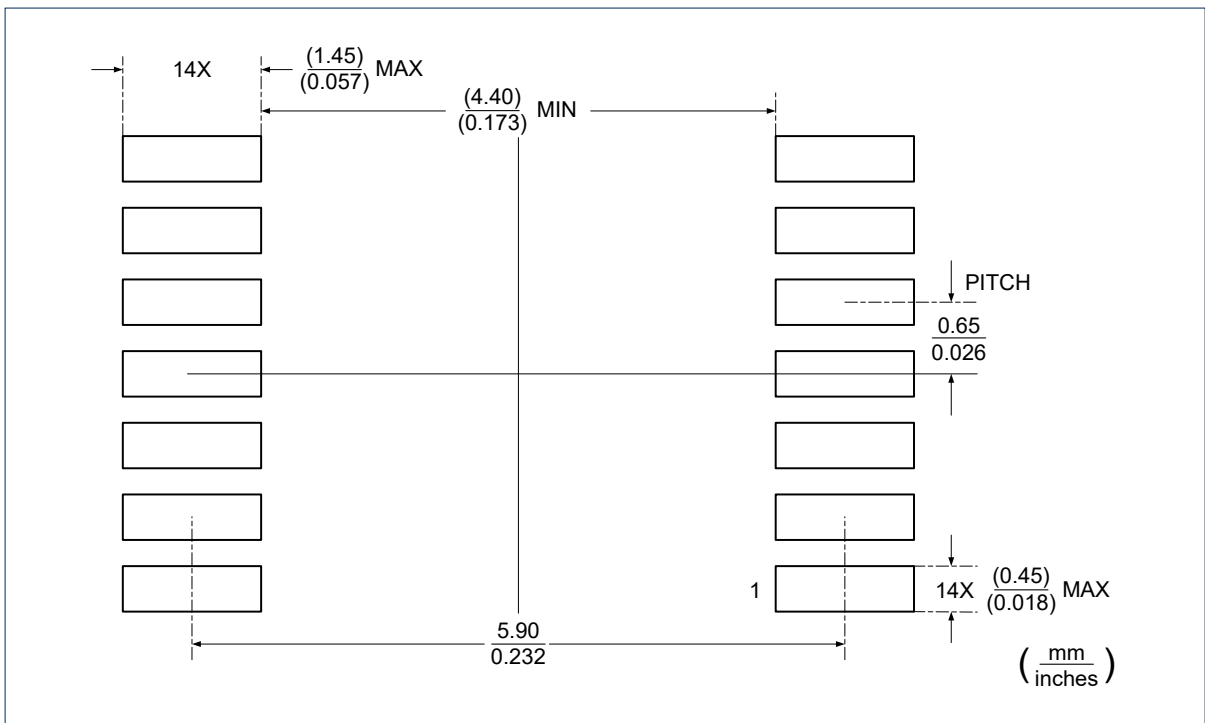 14X
(1.45)
(0.057)
MAX
(4.40)
(0.173)
MIN
PITCH
0.65
0.026
1
14X
(0.45)
(0.018)
MAX
5.90
0.232
(mm
inches)